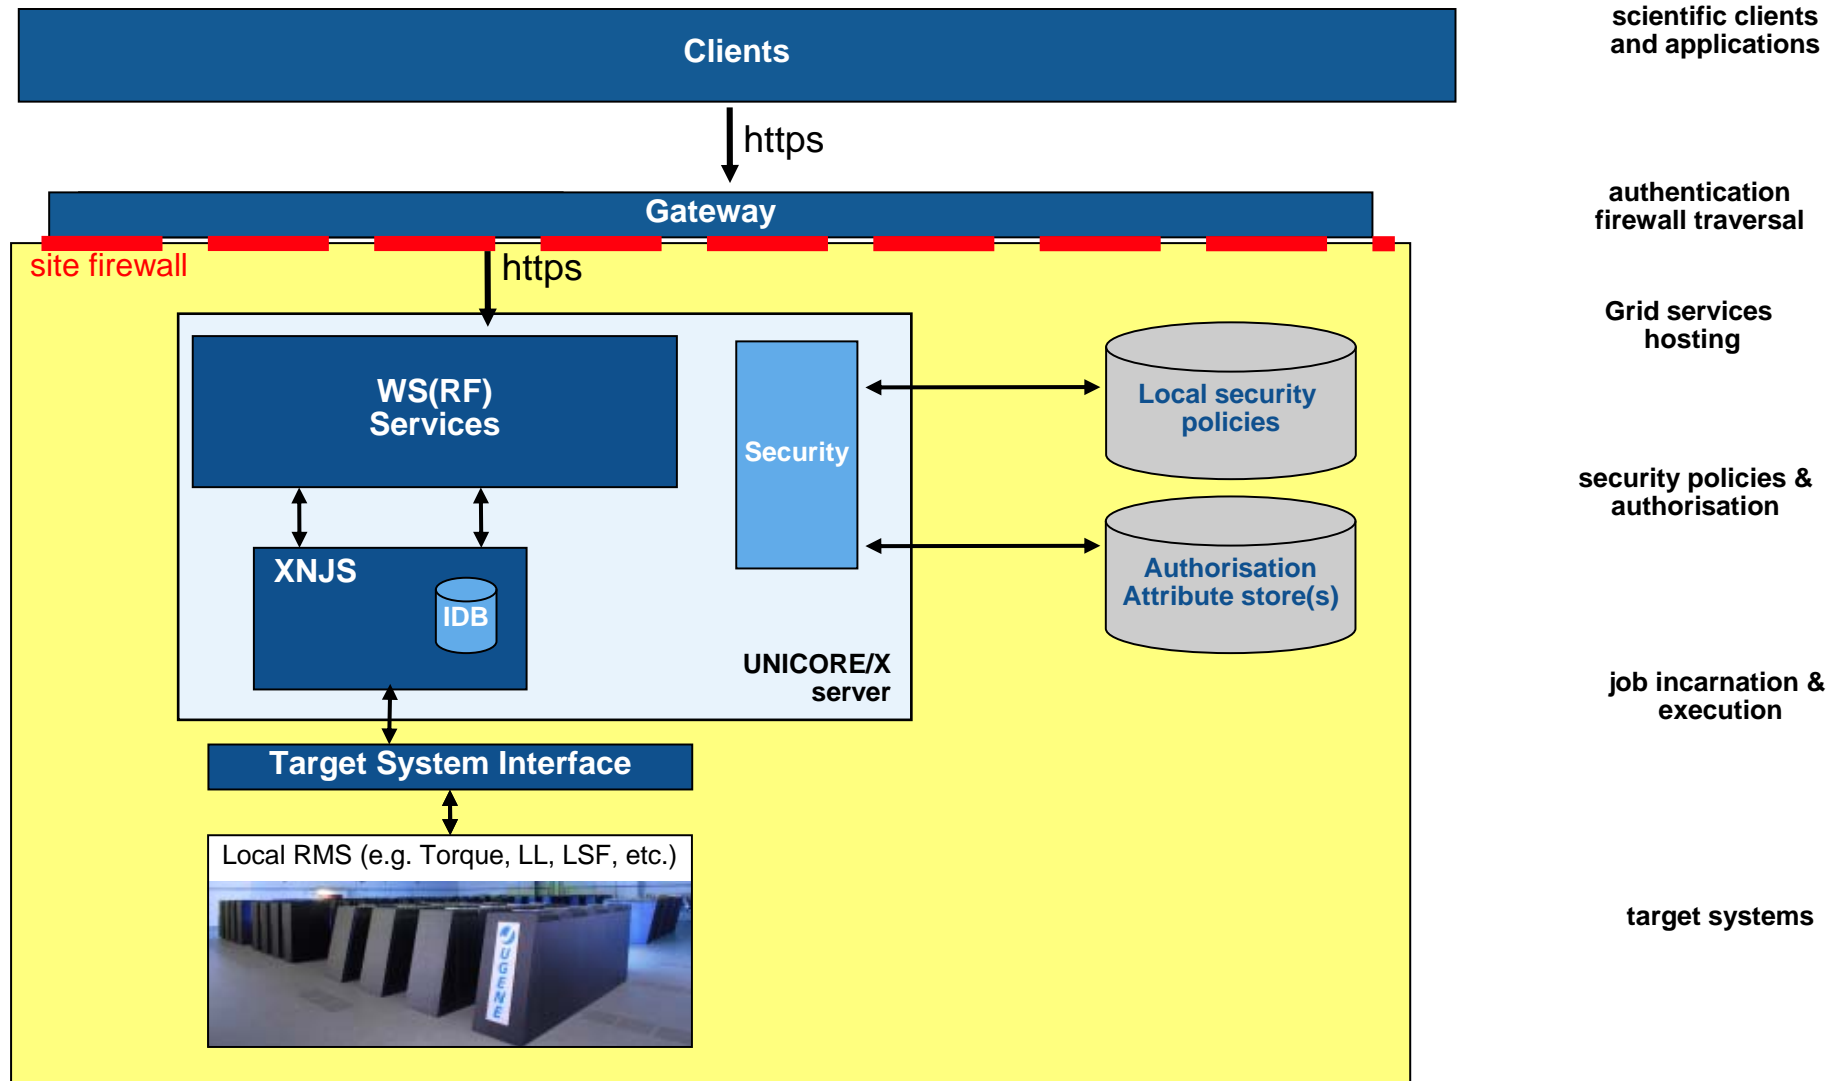 Clients
scientific clients
and applications
https
Gateway
authentication
firewall traversal
site firewall
https
Grid services
hosting
WS(RF)
Services
Security
Local security
policies
security policies &
authorisation
XNJS
IDB
Authorisation
Attribute store(s)
UNICORE/X
server
job incarnation &
execution
Target System Interface
Local RMS (e.g. Torque, LL, LSF, etc.)
JUGENE
target systems